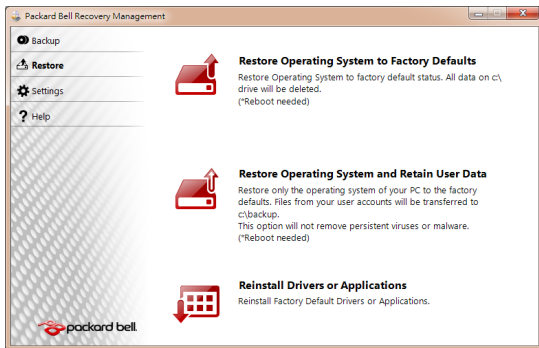 Packard Bell Recovery Management
Backup
Restore
Settings
Help
Restore Operating System to Factory Defaults
Restore Operating System to factory default status. All data on c:\
drive will be deleted.
(*Reboot needed)
Restore Operating System and Retain User Data
Restore only the operating system of your PC to the factory
defaults. Files from your user accounts will be transferred to
c:\backup.
This option will not remove persistent viruses or malware.
(*Reboot needed)
Reinstall Drivers or Applications
Reinstall Factory Default Drivers or Applications.
packard bell.